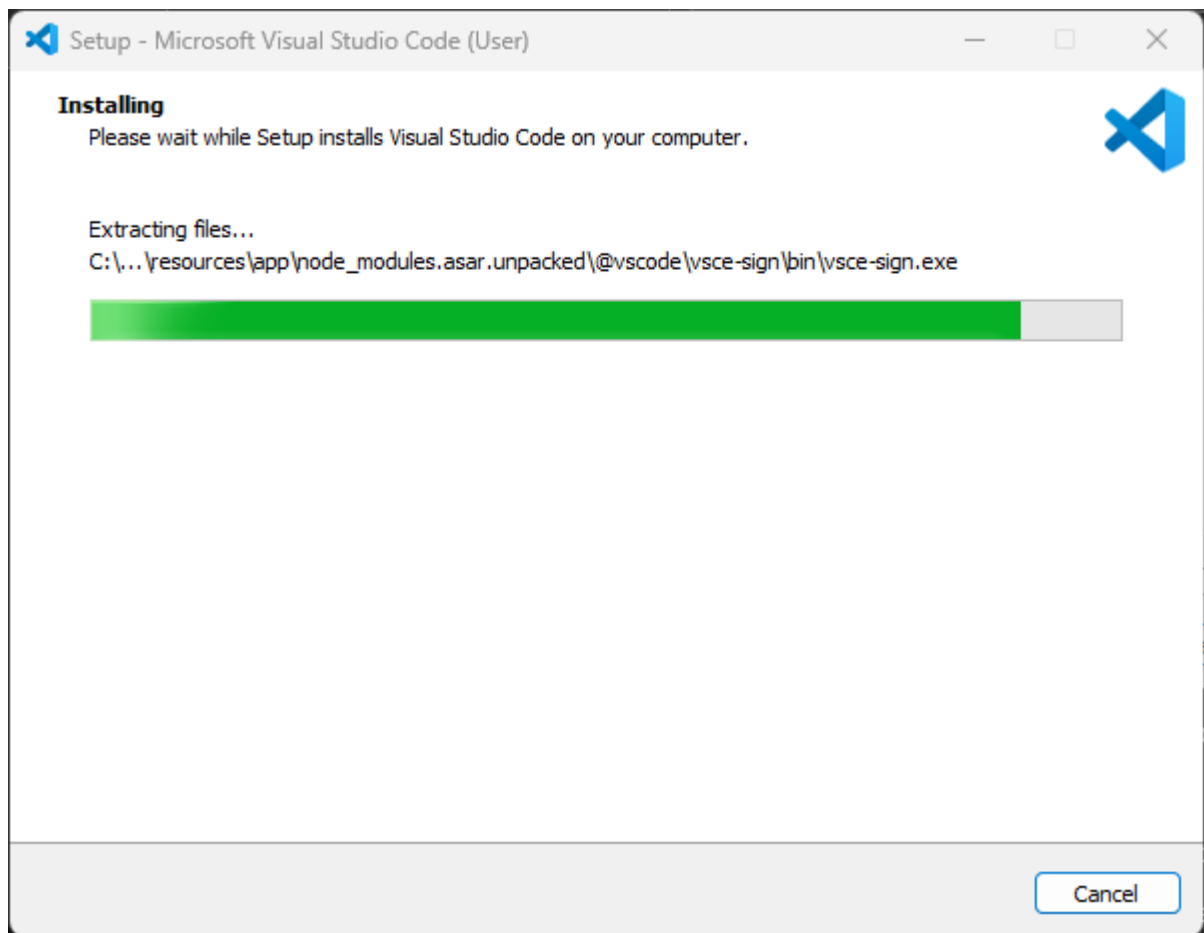 Setup - Microsoft Visual Studio Code (User)
Installing
Please wait while Setup installs Visual Studio Code on your computer.
Extracting files...
C:\...\resources\app\node_modules.asar.unpacked\@vscode\vsce-sign\bin\vsce-sign.exe
Cancel